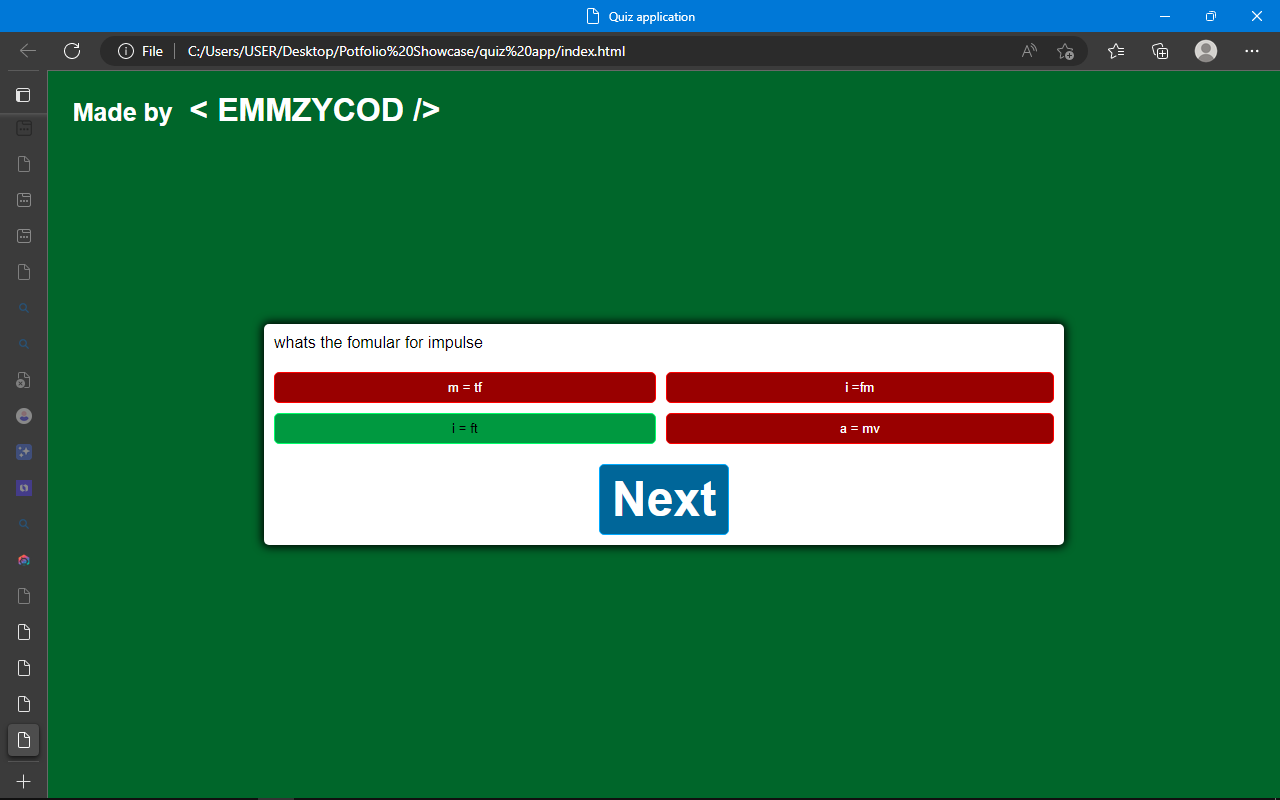 Quiz application
File C:/Users/USER/Desktop/Potfolio%20Showcase/quiz%20app/index.html
Made by < EMMZYCOD />
whats the fomular for impulse
m = tf
i =fm
i = ft
a = mv
Next